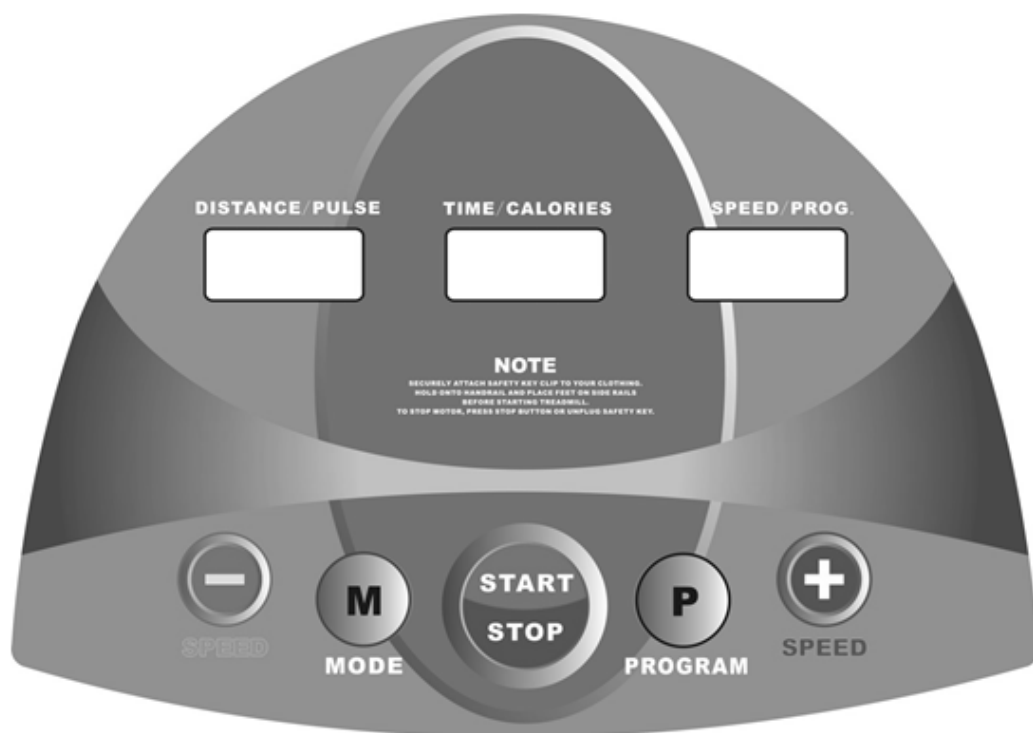 DISTANCE/PULSE TIME/CALORIES SPEED/PROG.
NOTE
SECURELY ATTACH SAFETY KEY CLIP TO YOUR CLOTHING.
HOLD ONTO HANDRAIL AND PLACE FEET ON SIDE RAILS
BEFORE STARTING TREADMILL.
TO STOP MOTOR, PRESS STOP BUTTON OR UNPLUG SAFETY KEY.
START
STOP
M
P
SPEED
MODE
PROGRAM
SPEED